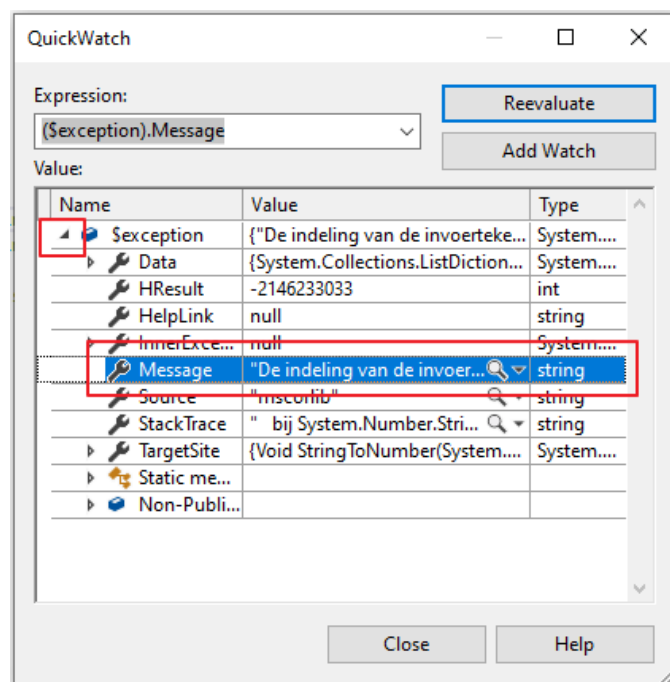 QuickWatch
Expression:
Reevaluate
($exception).Message
Add Watch
Value:
Name Value Type
$exception {"De indeling van de invoerteke... System....
Data {System.Collections.ListDiction... System....
HResult -2146233033 int
HelpLink null string
InnerExce... null System....
Message "De indeling van de invoer... string
Source "mscorlib" string
StackTrace " bij System.Number.Stri... string
TargetSite {Void StringToNumber(System.... System....
Static me...
Non-Publi...
Close Help